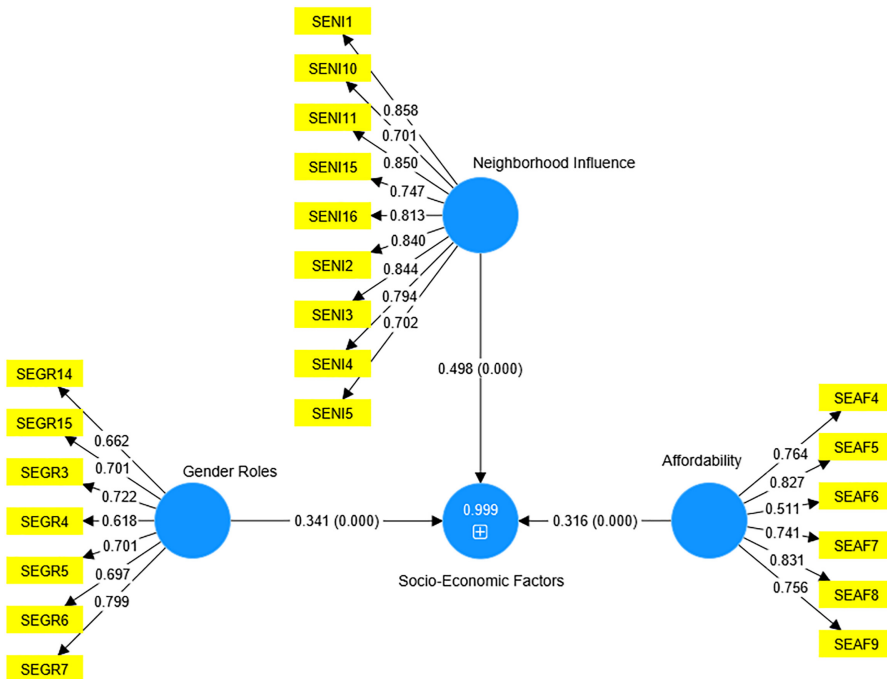 SENI1
SENI10
SENI11
SENI15
SENI16
SENI2
SENI3
SENI4
SENI5
0.858
0.701
0.850
0.747
0.813
0.840
0.844
0.794
0.702
Neighborhood Influence
0.498 (0.000)
SEGR14
SEGR15
SEGR3
SEGR4
SEGR5
SEGR6
SEGR7
0.662
0.701
0.722
0.618
0.701
0.697
0.799
Gender Roles
0.341 (0.000)
0.999
Socio-Economic Factors
0.316 (0.000)
Affordability
0.764
0.827
0.511
0.741
0.831
0.756
SEAF4
SEAF5
SEAF6
SEAF7
SEAF8
SEAF9